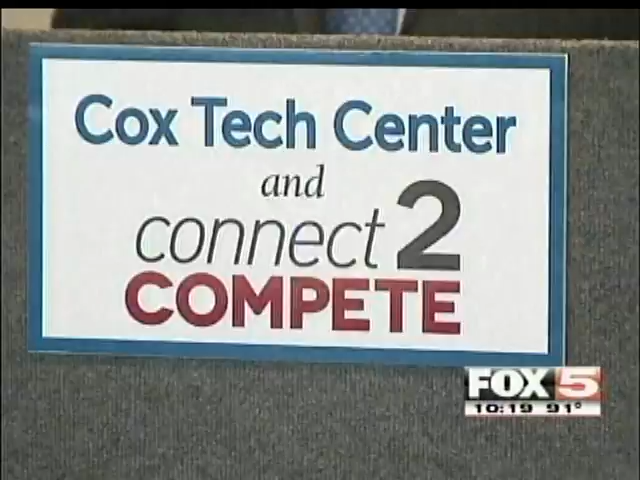 Cox Tech Center
and
connect 2
COMPETE
FOX 5
10:19 91°